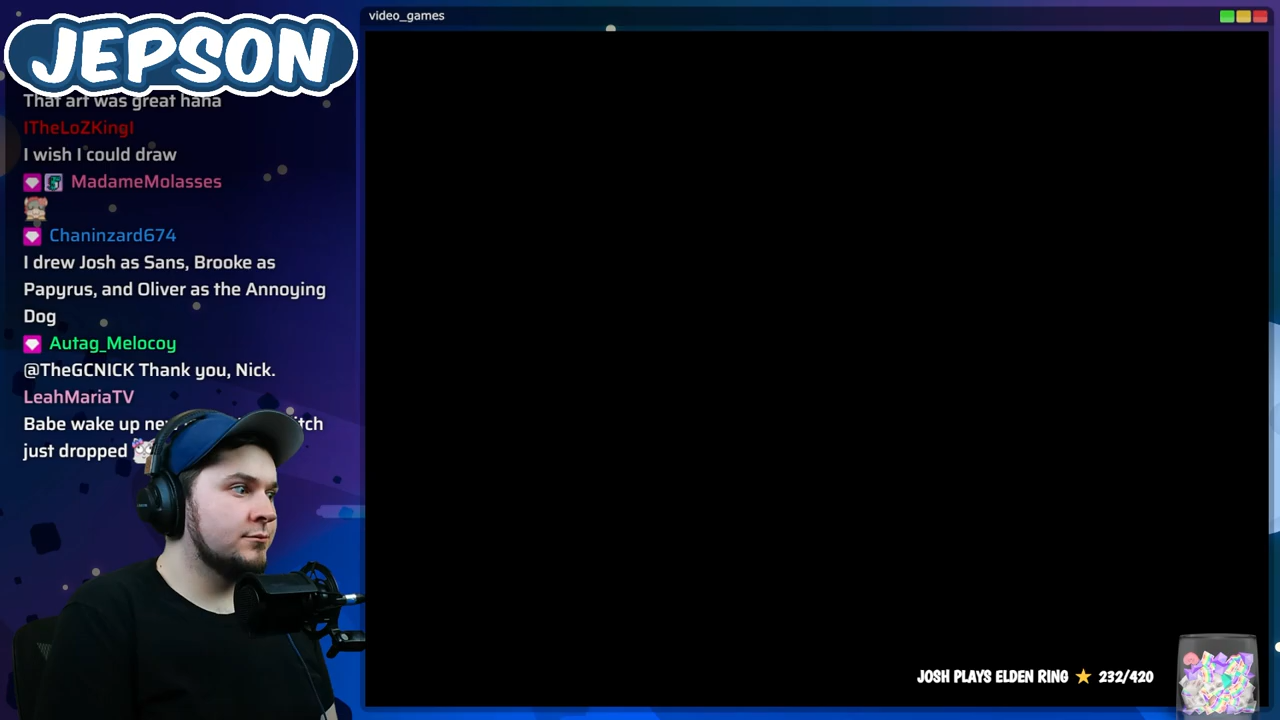 video_games
JEPSON
That art was great haha
ITheLoZKingI
I wish I could draw
MadameMolasses
Chaninzard674
I drew Josh as Sans, Brooke as
Papyrus, and Oliver as the Annoying
Dog
Autag_Melocoy
@TheGCNICK Thank you, Nick.
LeahMariaTV
Babe wake up
just dropped
JOSH PLAYS ELDEN RING ★ 232/420